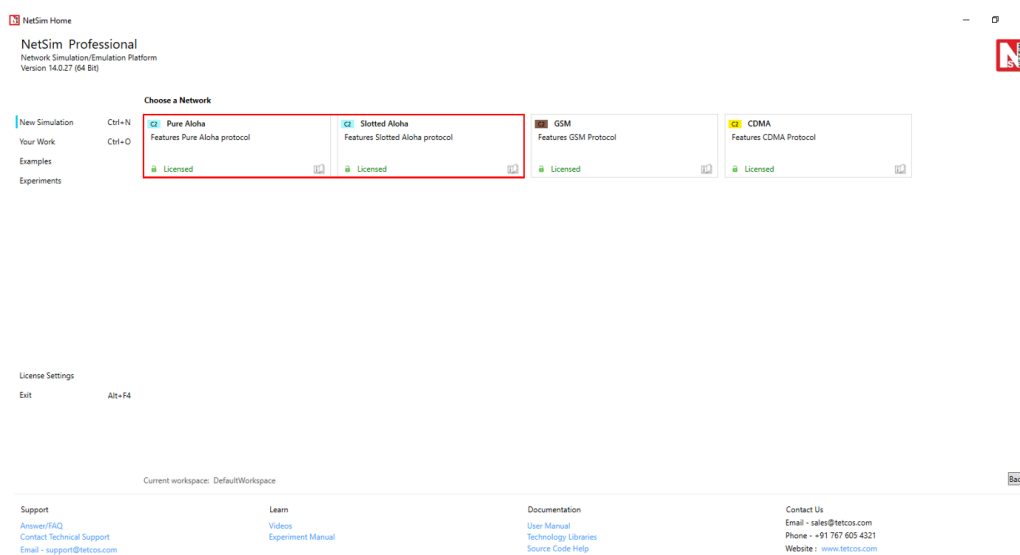 NetSim Home
NetSim Professional
Network Simulation/Emulation Platform
Version 14.0.27 (64 Bit)
Choose a Network
New Simulation Ctrl+N
Your Work Ctrl+O
Examples
Experiments
C2 Pure Aloha
Features Pure Aloha protocol
Licensed
C2 Slotted Aloha
Features Slotted Aloha protocol
Licensed
C2 GSM
Features GSM Protocol
Licensed
C2 CDMA
Features CDMA Protocol
Licensed
License Settings
Exit Alt+F4
Current workspace: DefaultWorkspace
Bac
Support
Answer/FAQ
Contact Technical Support
Email - support@tetcos.com
Learn
Videos
Experiment Manual
Documentation
User Manual
Technology Libraries
Source Code Help
Contact Us
Email - sales@tetcos.com
Phone - +91 767 605 4321
Website : www.tetcos.com